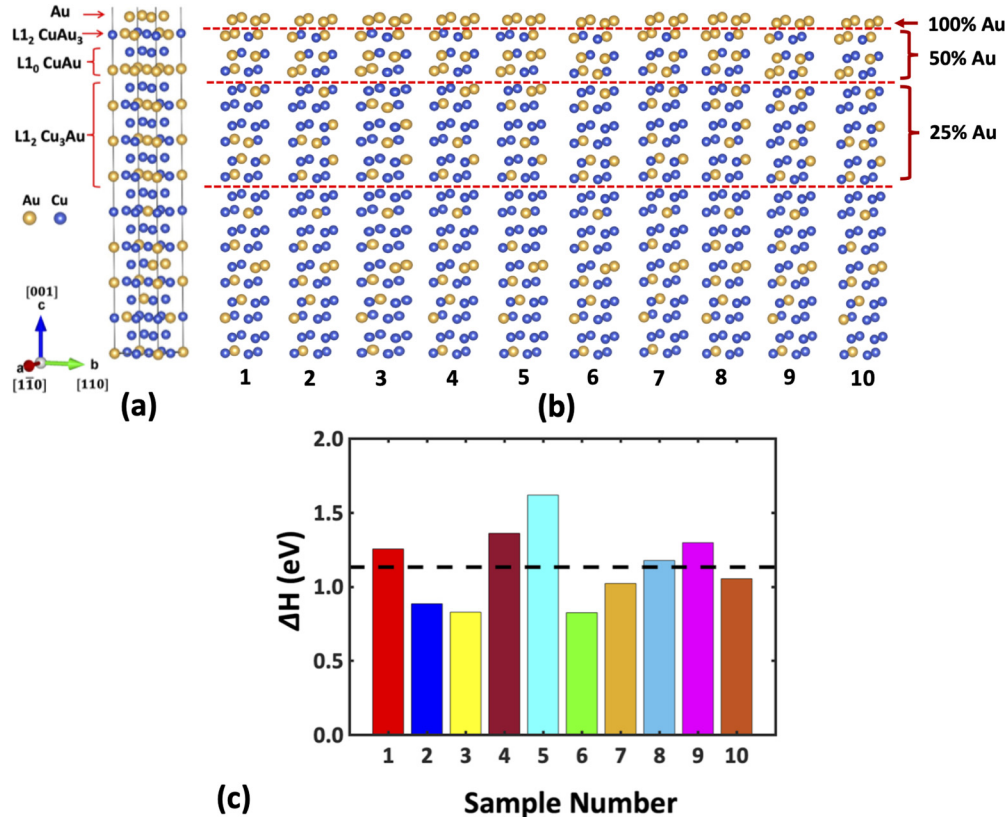 Au
L1₂ CuAu₃
L1₀ CuAu
L1₂ Cu₃Au
Au Cu
[001]
c
a
b
[11̄0]
[110]
(a)
100% Au
50% Au
25% Au
1 2 3 4 5 6 7 8 9 10
(b)
2.0
1.5
1.0
0.5
0.0
ΔH (eV)
1 2 3 4 5 6 7 8 9 10
(c)
Sample Number